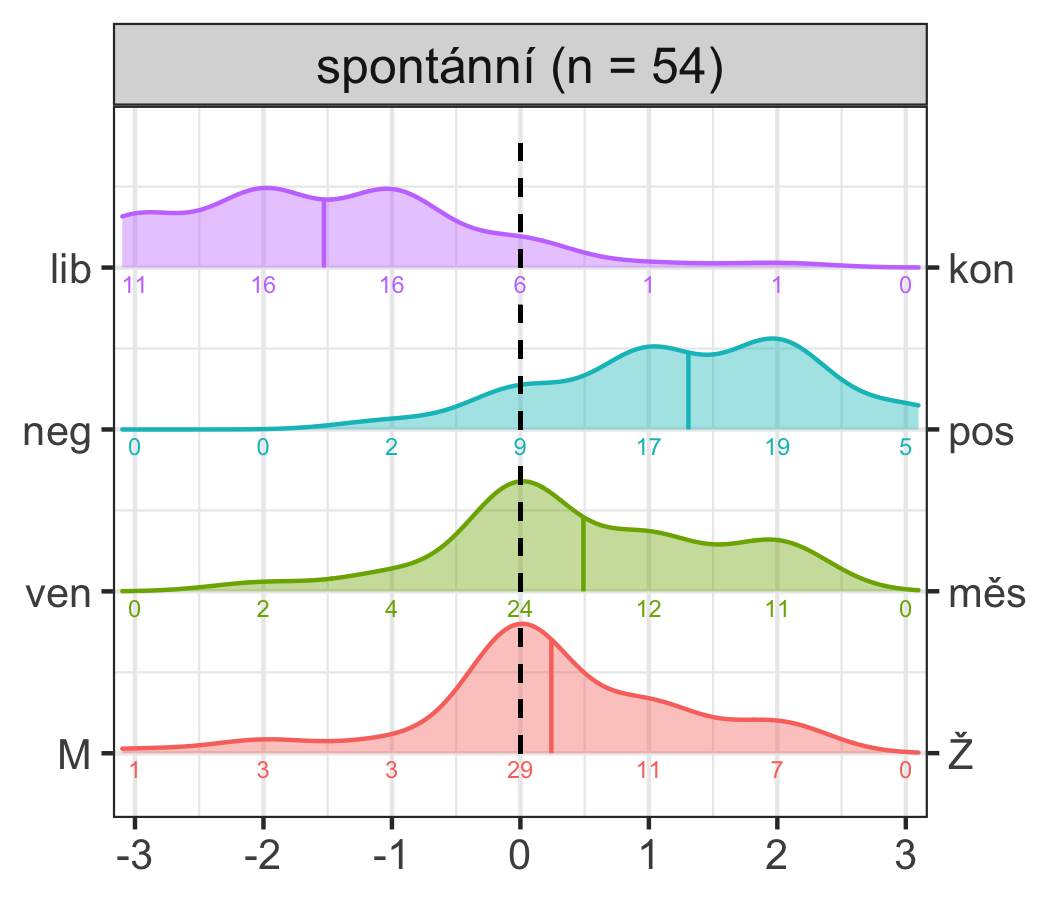 spontánní (n = 54)
lib kon
11 16 16 6 1 1 0
neg pos
0 0 2 9 17 19 5
ven měs
0 2 4 24 12 11 0
M Ž
1 3 3 29 11 7 0
-3 -2 -1 0 1 2 3